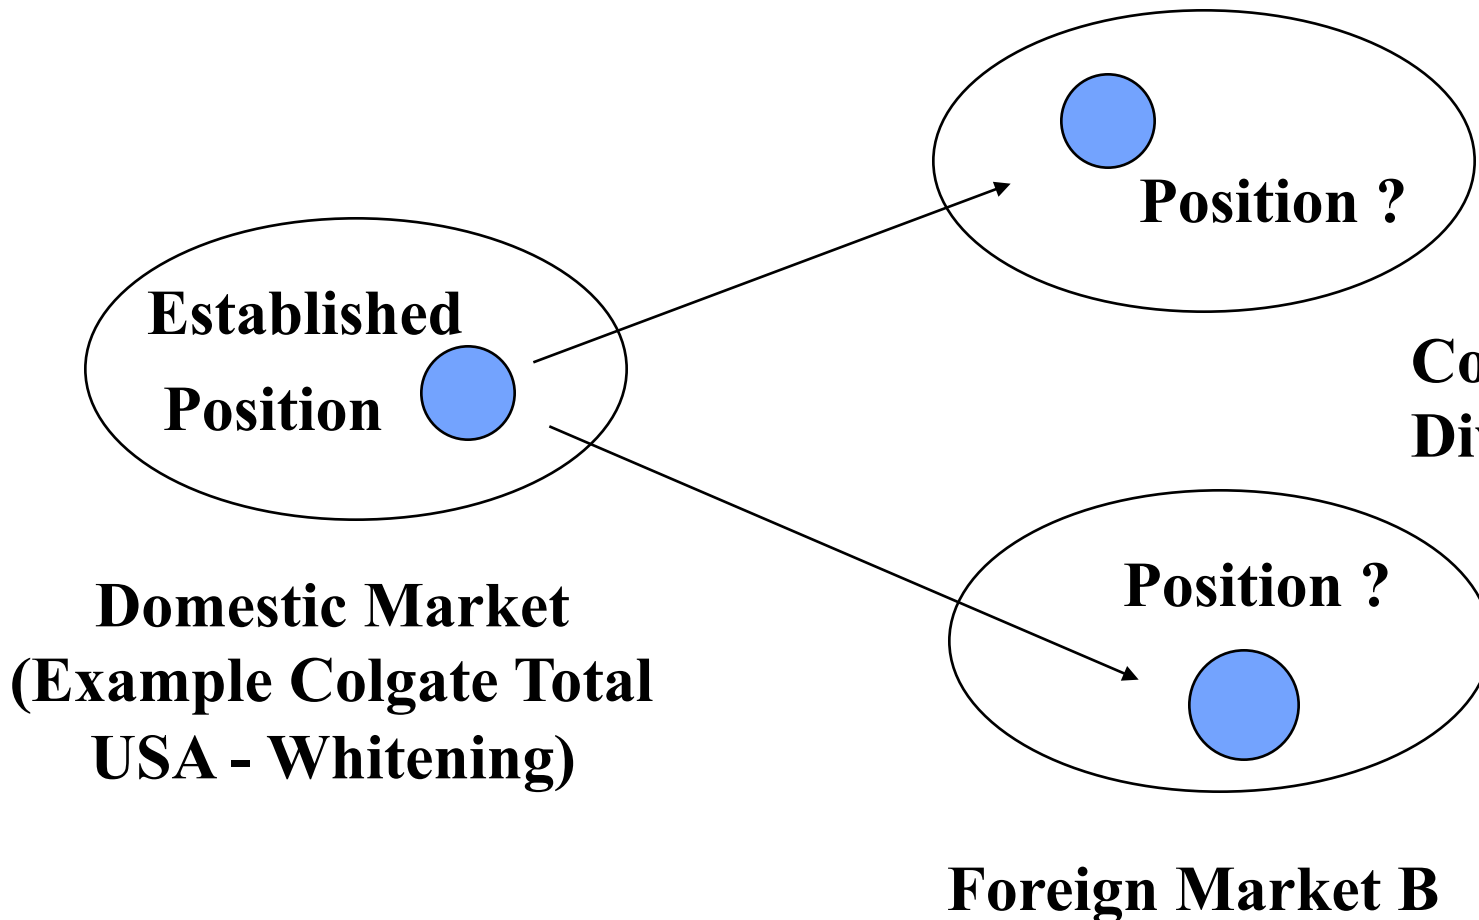 Position ?
Established
Position
Position ?
Domestic Market
(Example Colgate Total
USA - Whitening)
Foreign Market B